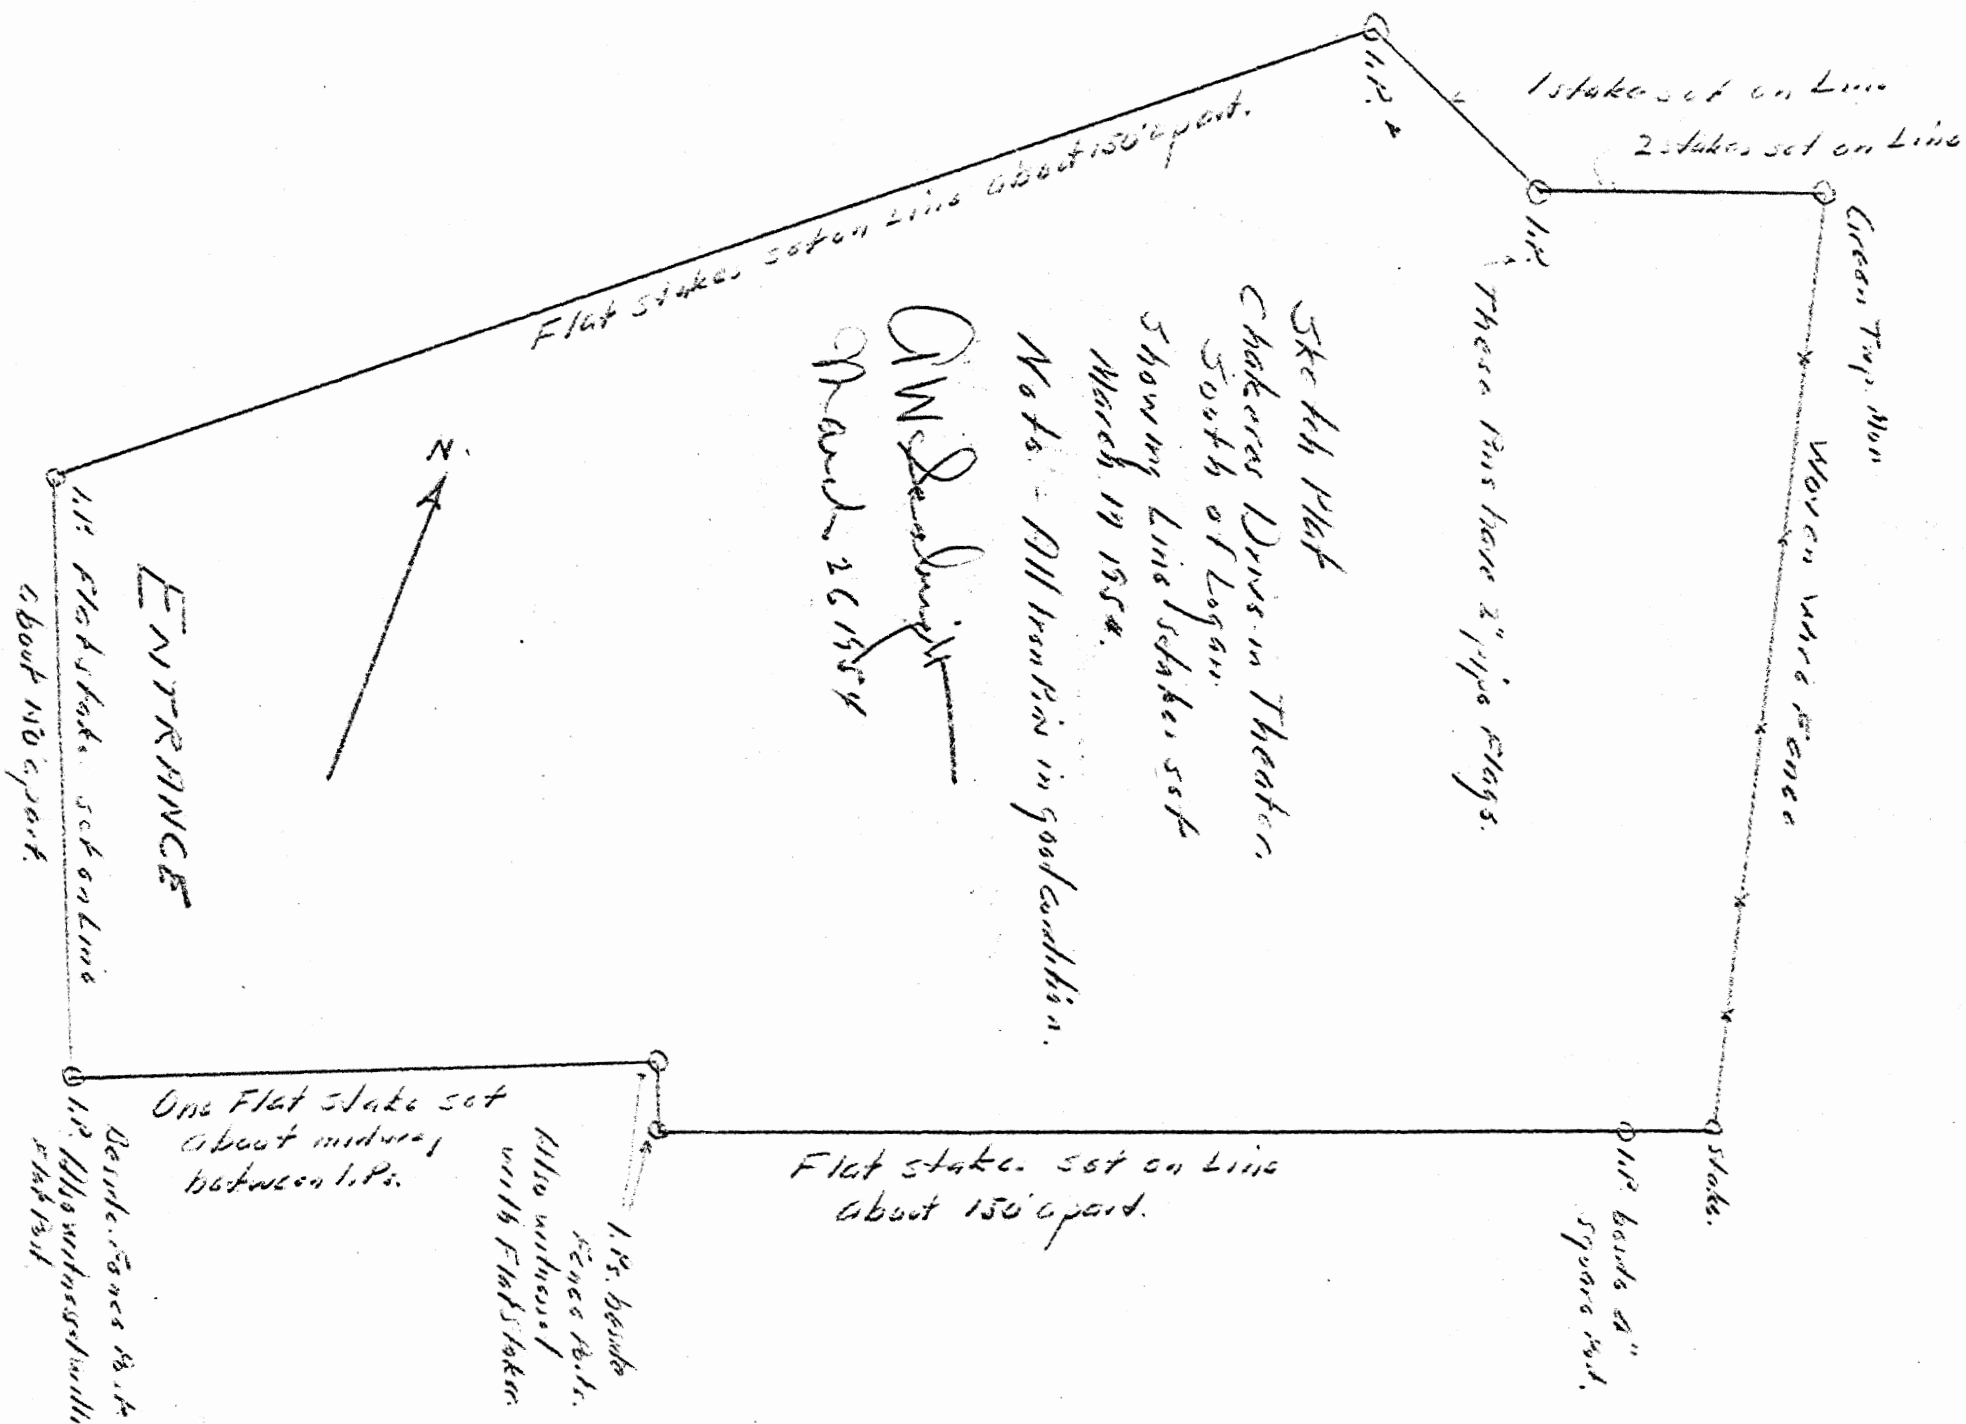 1 stake set on Line
2 stakes set on Line
I.P.
I.P.
Green Twp. Mon
Woven Wire Fence
These Pins have 2" pipe Flags.
Flat stakes set on Line about 150' apart.
Sketch Plat
Chakeres Drive-in Theater.
South of Logan.
Showing Line stakes set
March 19 1954.
Note - All Iron Pins in good condition.
March 26 1954
N.
ENTRANCE
I.P. Flat stakes set on Line
about 150' apart.
One Flat stake set
about midway
between I.Ps.
I.P. Also witnessed with
Flat Post
Beside Fence Post
I.Ps. beside
Fence Posts.
Also witnessed
with Flat Stakes.
Flat stakes set on Line
about 150' apart.
I.P. beside 8"
square Post.
Stake.